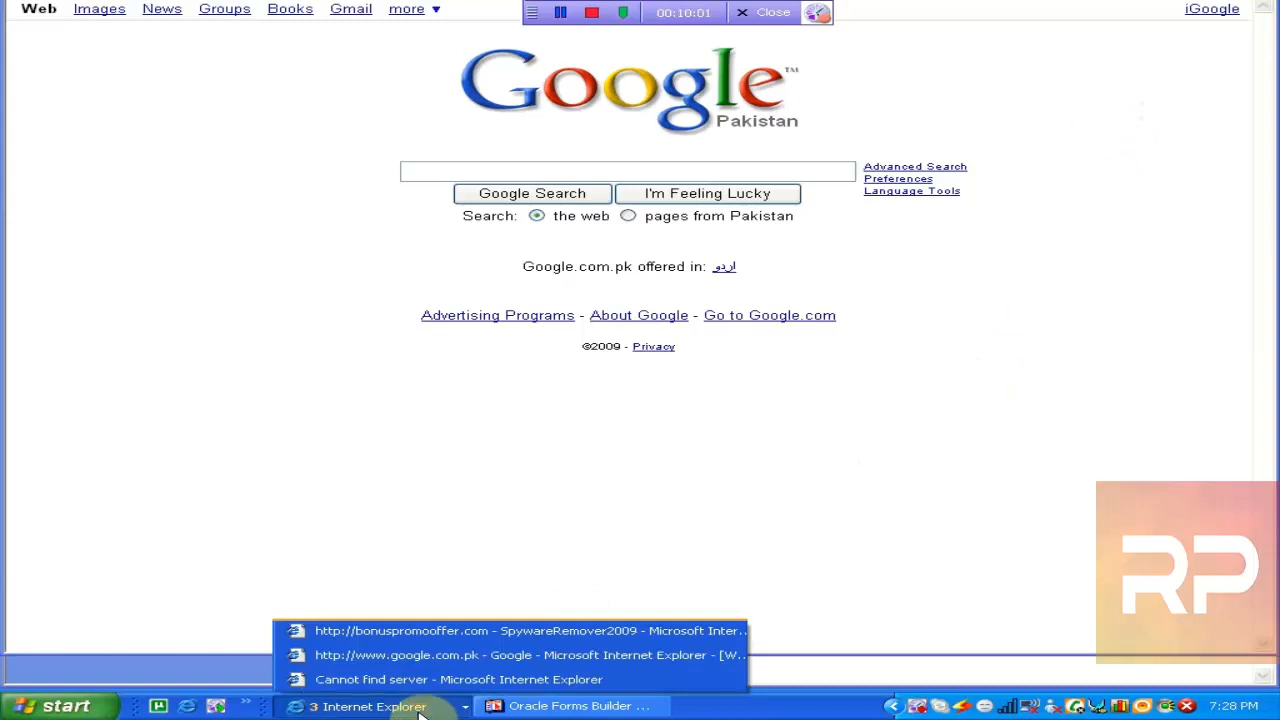 Web Images News Groups Books Gmail more ▼
00:10:01 Close
iGoogle
Google™
Pakistan
Advanced Search
Preferences
Language Tools
Google Search I'm Feeling Lucky
Search: the web pages from Pakistan
Google.com.pk offered in: اردو
Advertising Programs - About Google - Go to Google.com
©2009 - Privacy
RP
http://bonuspromooffer.com - SpywareRemover2009 - Microsoft Inter...
http://www.google.com.pk - Google - Microsoft Internet Explorer - [W...
Cannot find server - Microsoft Internet Explorer
start
3 Internet Explorer
Oracle Forms Builder ...
7:28 PM